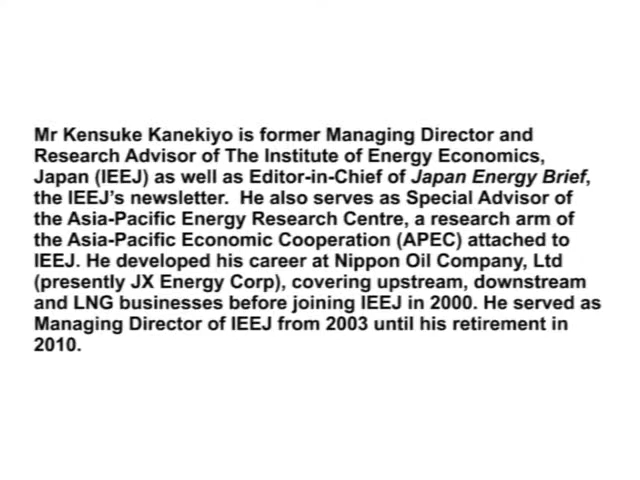 Mr Kensuke Kanekiyo is former Managing Director and
Research Advisor of The Institute of Energy Economics,
Japan (IEEJ) as well as Editor-in-Chief of Japan Energy Brief,
the IEEJ’s newsletter.  He also serves as Special Advisor of
the Asia-Pacific Energy Research Centre, a research arm of
the Asia-Pacific Economic Cooperation (APEC) attached to
IEEJ. He developed his career at Nippon Oil Company, Ltd
(presently JX Energy Corp), covering upstream, downstream
and LNG businesses before joining IEEJ in 2000. He served as
Managing Director of IEEJ from 2003 until his retirement in
2010.